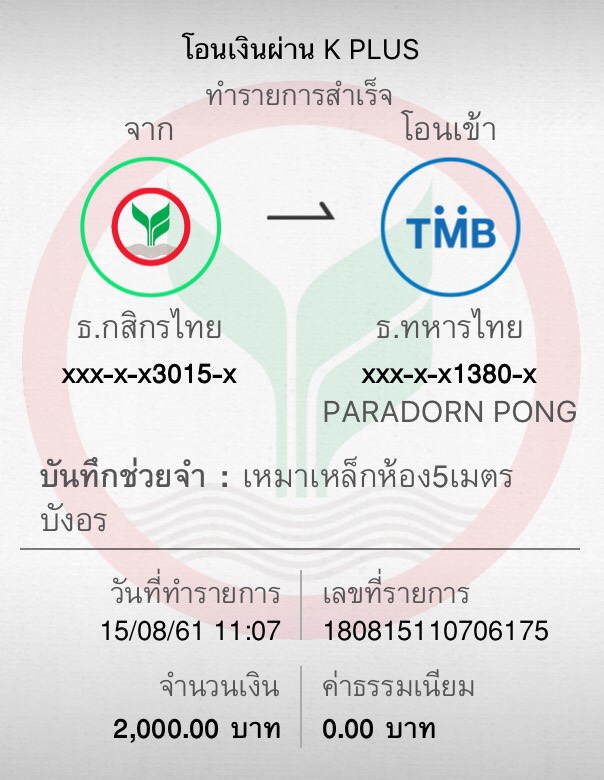 โอนเงินผ่าน K PLUS
ทำรายการสำเร็จ
จาก
โอนเข้า
TMB
ธ.กสิกรไทย
ธ.ทหารไทย
xxx-x-x3015-x
xxx-x-x1380-x
PARADORN PONG
บันทึกช่วยจำ : เหมาเหล็กห้อง5เมตร
บังอร
วันที่ทำรายการ
เลขที่รายการ
15/08/61 11:07
180815110706175
จำนวนเงิน
ค่าธรรมเนียม
2,000.00 บาท
0.00 บาท